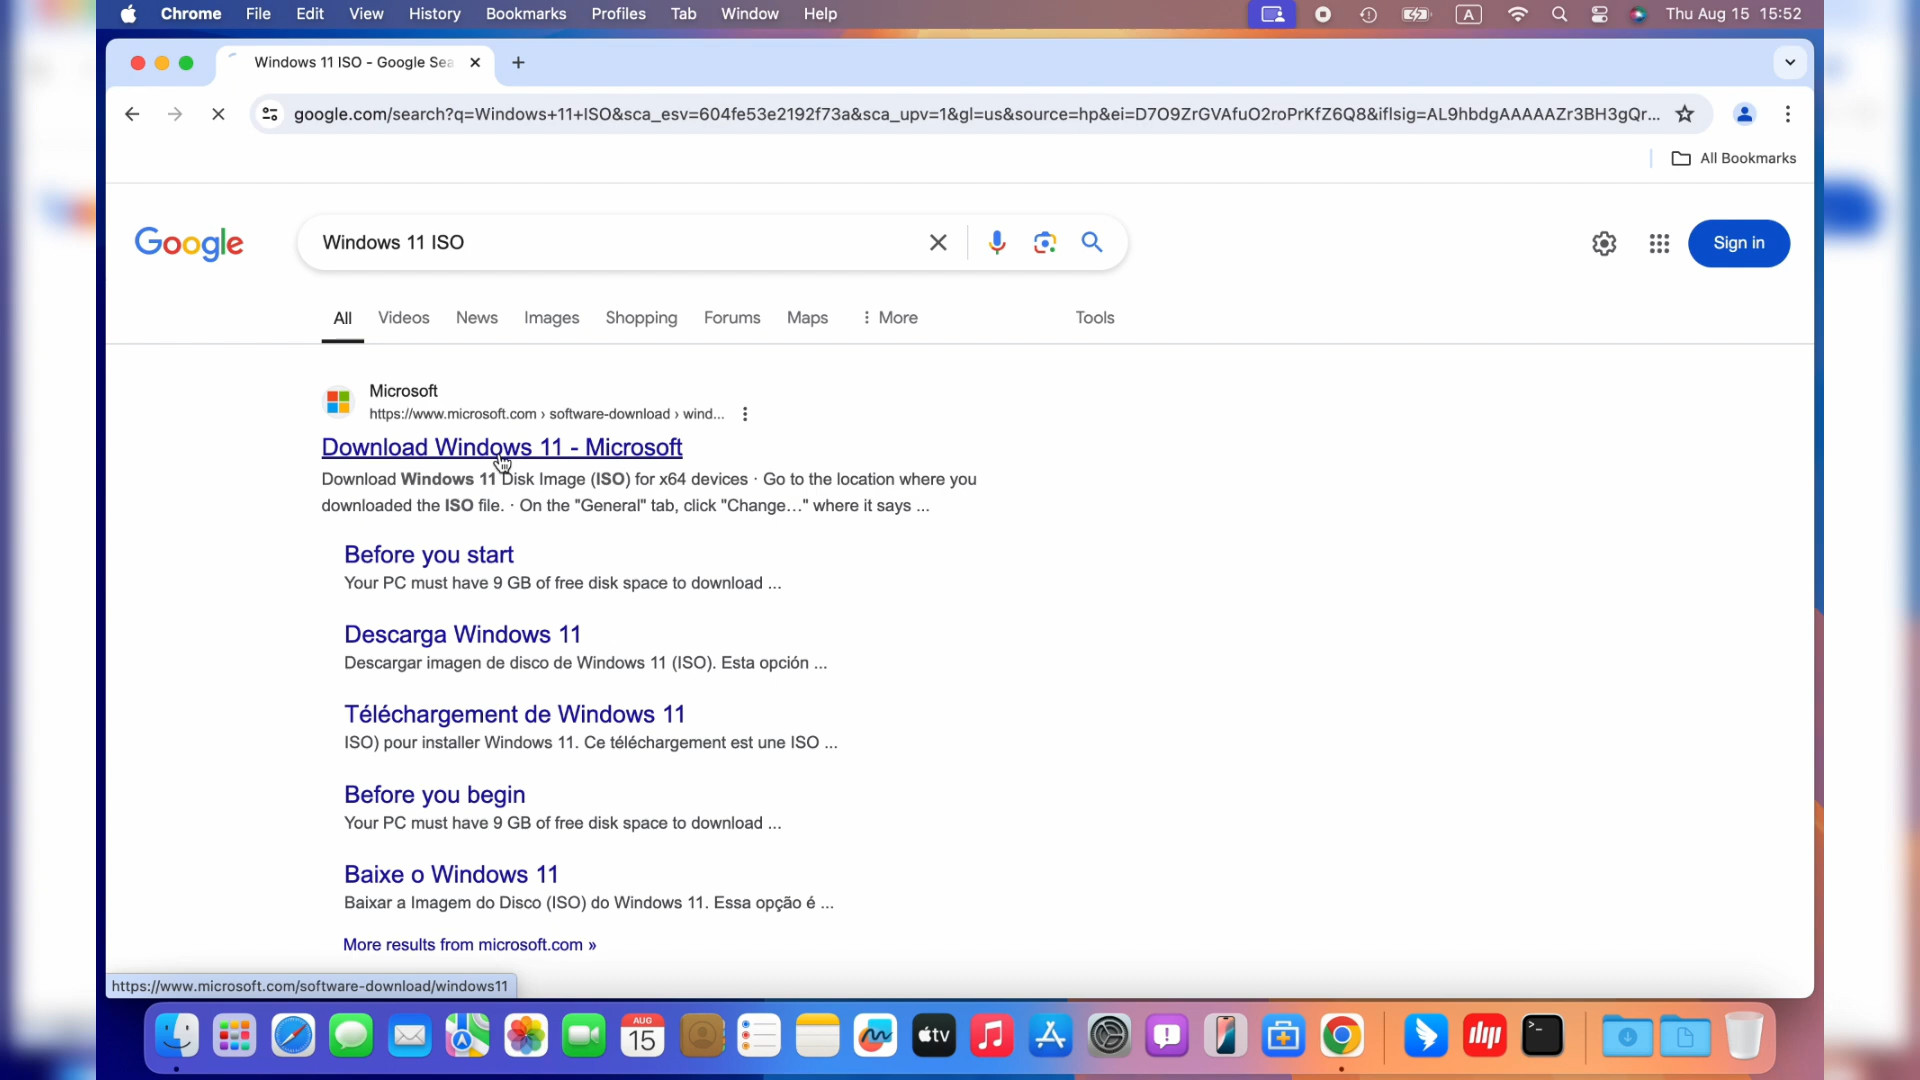 Chrome File Edit View History Bookmarks Profiles Tab Window Help A Thu Aug 15 15:52
Windows 11 ISO - Google Sea
google.com/search?q=Windows+11+ISO&sca_esv=604fe53e2192f73a&sca_upv=1&gl=us&source=hp&ei=D7O9ZrGVAfuO2roPrKfZ6Q8&iflsig=AL9hbdgAAAAAZr3BH3gQr...
All Bookmarks
Google
Windows 11 ISO
Sign in
All Videos News Images Shopping Forums Maps More Tools
Microsoft
https://www.microsoft.com › software-download › wind...
Download Windows 11 - Microsoft
Download Windows 11 Disk Image (ISO) for x64 devices · Go to the location where you
downloaded the ISO file. · On the "General" tab, click "Change…" where it says ...
Before you start
Your PC must have 9 GB of free disk space to download ...
Descarga Windows 11
Descargar imagen de disco de Windows 11 (ISO). Esta opción ...
Téléchargement de Windows 11
ISO) pour installer Windows 11. Ce téléchargement est une ISO ...
Before you begin
Your PC must have 9 GB of free disk space to download ...
Baixe o Windows 11
Baixar a Imagem do Disco (ISO) do Windows 11. Essa opção é ...
More results from microsoft.com »
https://www.microsoft.com/software-download/windows11
AUG
15
tv